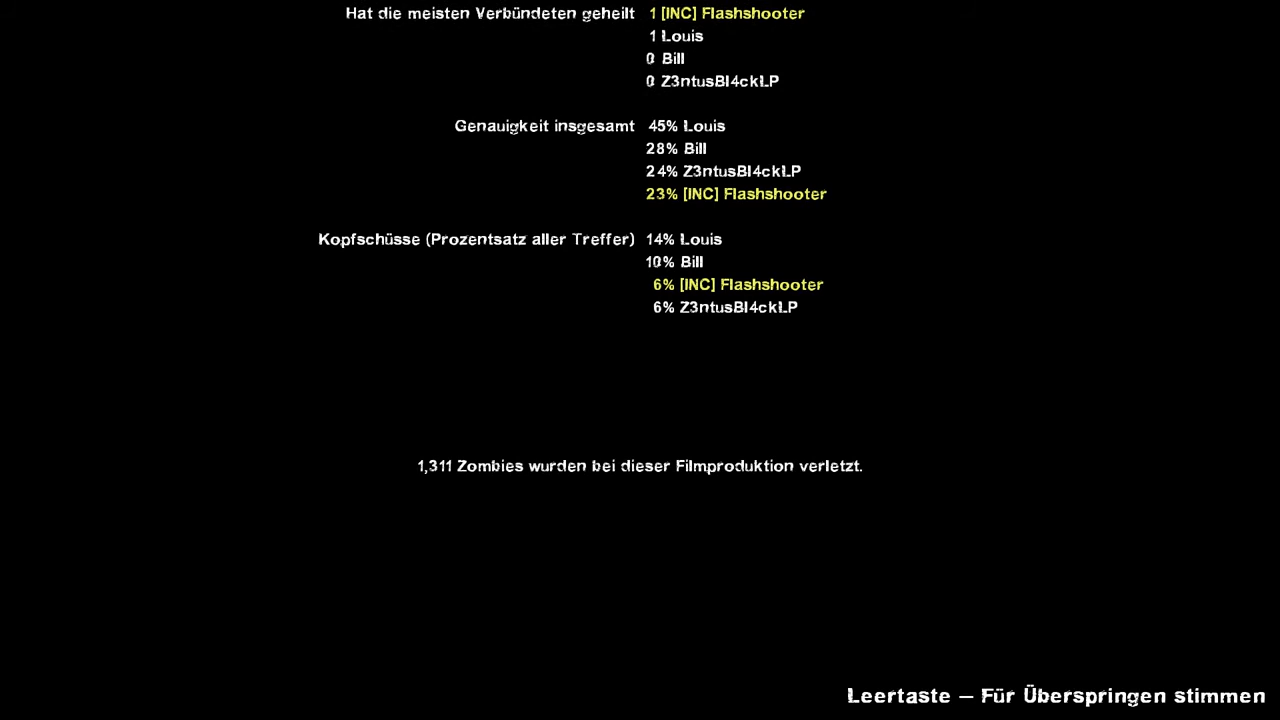 Hat die meisten Verbündeten geheilt 1 [INC] Flashshooter
1 Louis
0 Bill
0 Z3ntusBl4ckLP
Genauigkeit insgesamt 45% Louis
28% Bill
24% Z3ntusBl4ckLP
23% [INC] Flashshooter
Kopfschüsse (Prozentsatz aller Treffer) 14% Louis
10% Bill
6% [INC] Flashshooter
6% Z3ntusBl4ckLP
1,311 Zombies wurden bei dieser Filmproduktion verletzt.
Leertaste – Für Überspringen stimmen